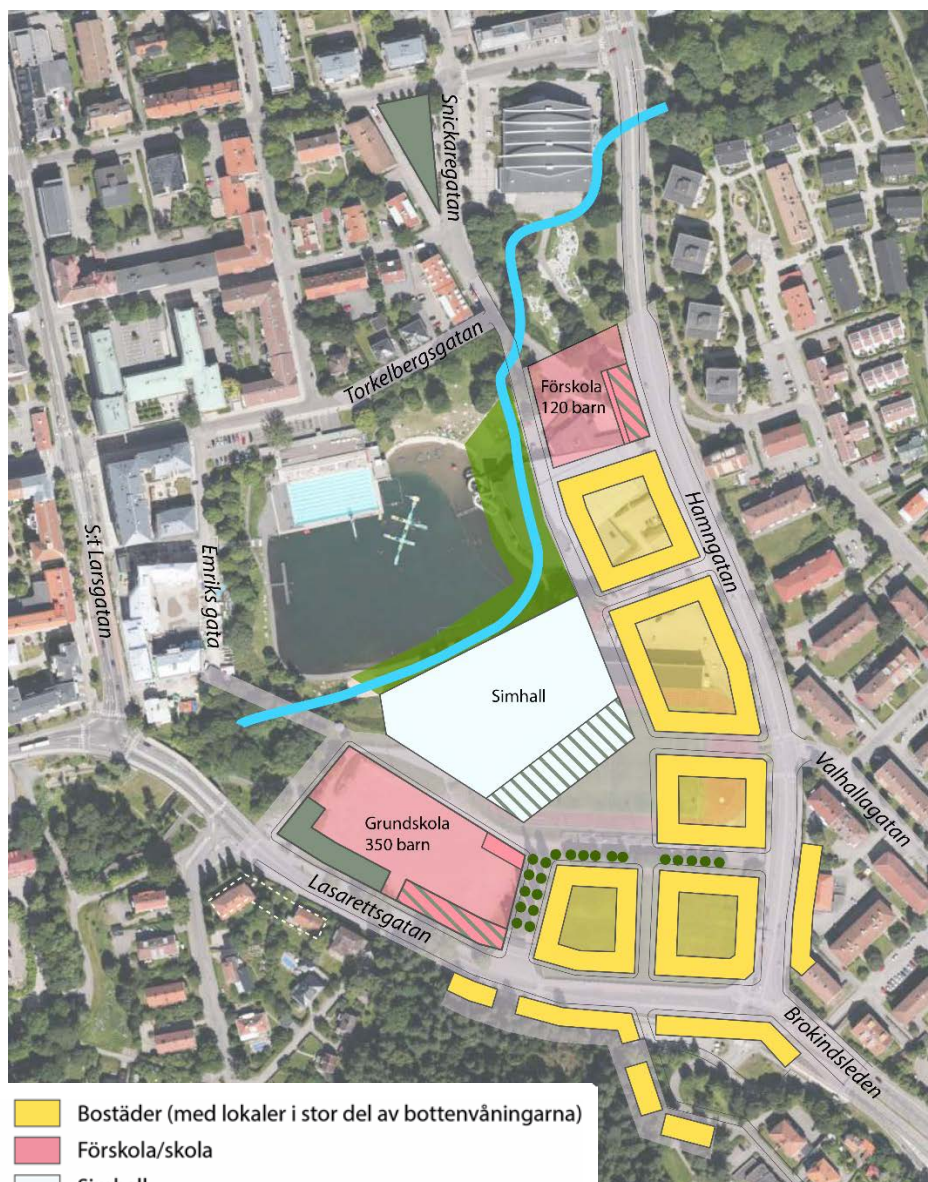 Snickaregatan
Torkelbergsgatan
Förskola
120 barn
Hamngatan
S:t Larsgatan
Emriks gata
Simhall
Valhallagatan
Grundskola
350 barn
Lasarettsgatan
Brokindsleden
Bostäder (med lokaler i stor del av bottenvåningarna)
Förskola/skola